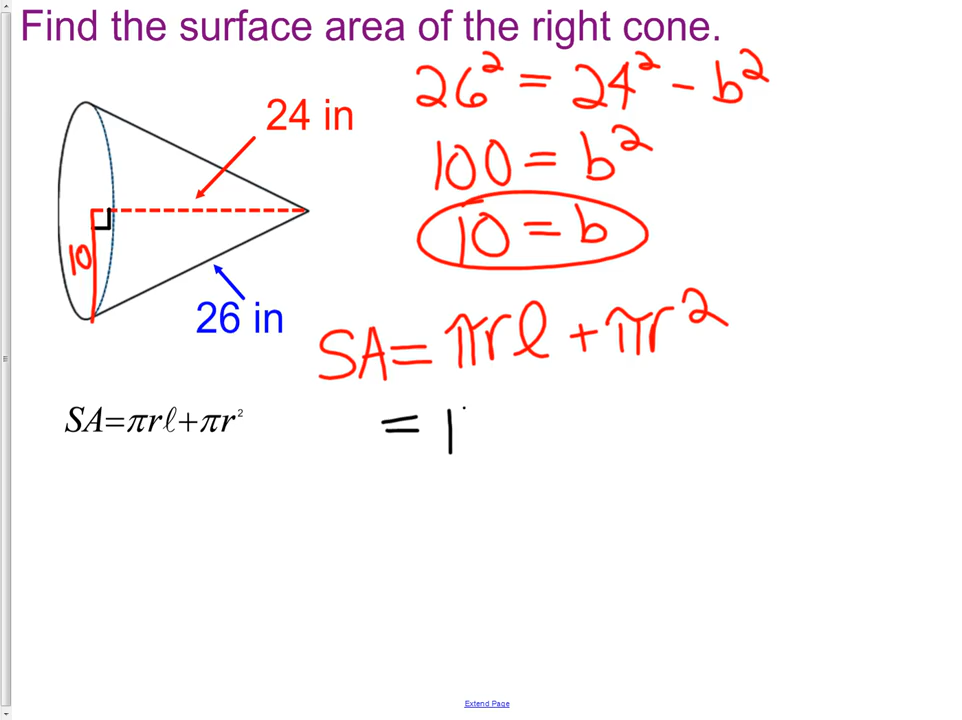 Find the surface area of the right cone.
26² = 24² - b²
24 in
100 = b²
10 = b
10
26 in
SA = πrl + πr²
SA=πrℓ+πr²
=
Extend Page